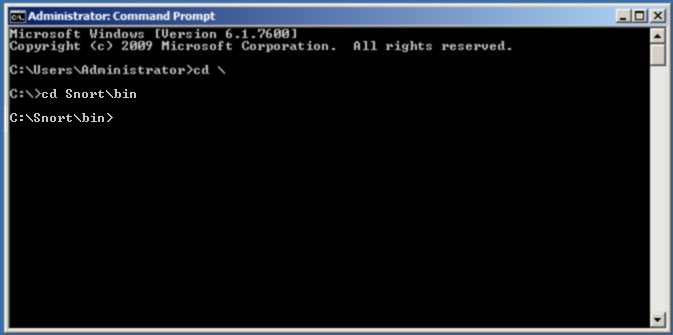 Administrator: Command Prompt
Microsoft Windows [Version 6.1.7600]
Copyright (c) 2009 Microsoft Corporation.  All rights reserved.
C:\Users\Administrator>cd \
C:\>cd Snort\bin
C:\Snort\bin>